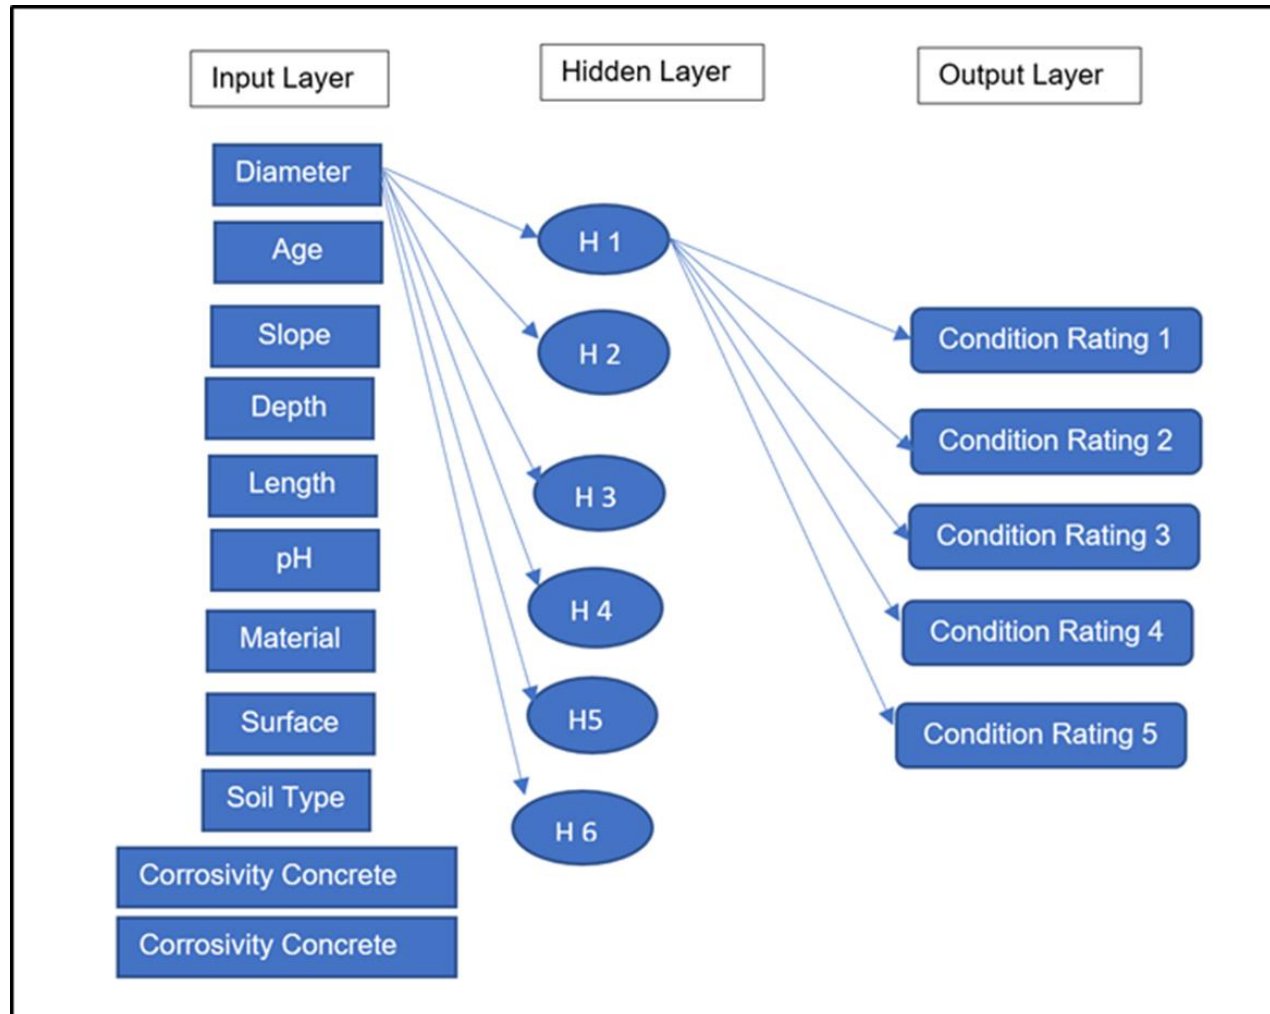 Input Layer
Hidden Layer
Output Layer
Diameter
Age
Slope
Depth
Length
pH
Material
Surface
Soil Type
Corrosivity Concrete
Corrosivity Concrete
H 1
H 2
H 3
H 4
H5
H 6
Condition Rating 1
Condition Rating 2
Condition Rating 3
Condition Rating 4
Condition Rating 5